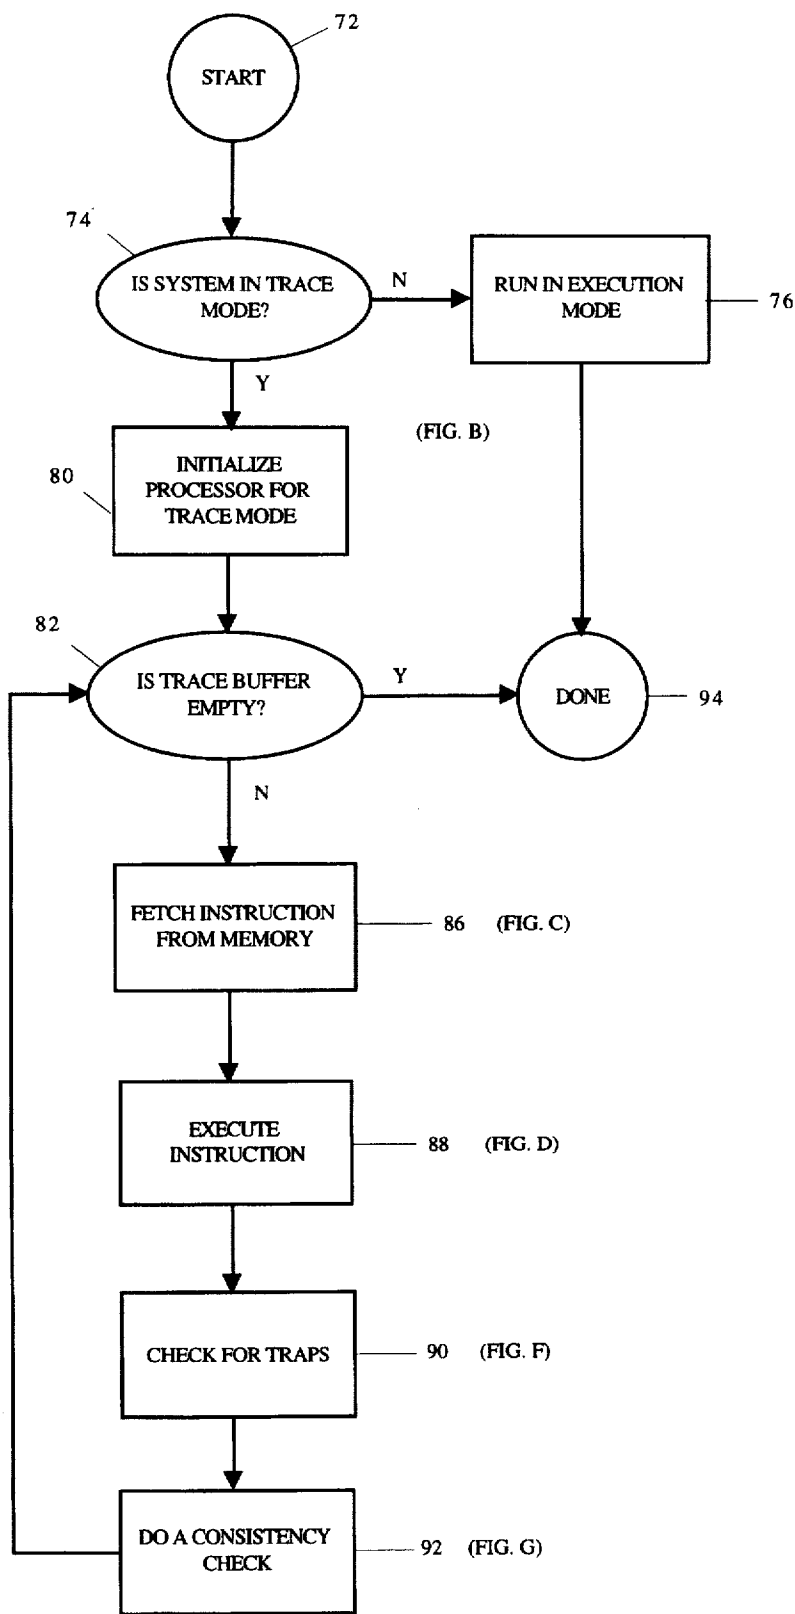 72
START
74
IS SYSTEM IN TRACE
MODE?
N
RUN IN EXECUTION
MODE
76
Y
(FIG. B)
80
INITIALIZE
PROCESSOR FOR
TRACE MODE
82
IS TRACE BUFFER
EMPTY?
Y
DONE
94
N
FETCH INSTRUCTION
FROM MEMORY
86 (FIG. C)
EXECUTE
INSTRUCTION
88 (FIG. D)
CHECK FOR TRAPS
90 (FIG. F)
DO A CONSISTENCY
CHECK
92 (FIG. G)